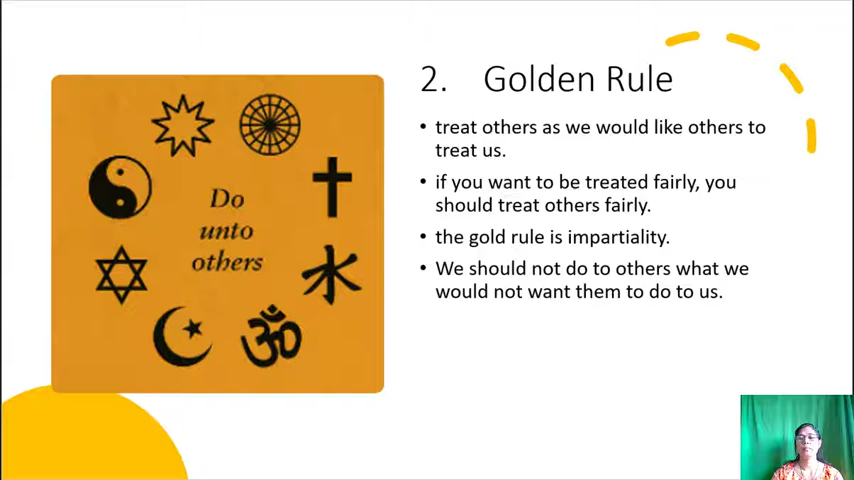 2. Golden Rule
• treat others as we would like others to
treat us.
• if you want to be treated fairly, you
should treat others fairly.
• the gold rule is impartiality.
• We should not do to others what we
would not want them to do to us.
Do
unto
others